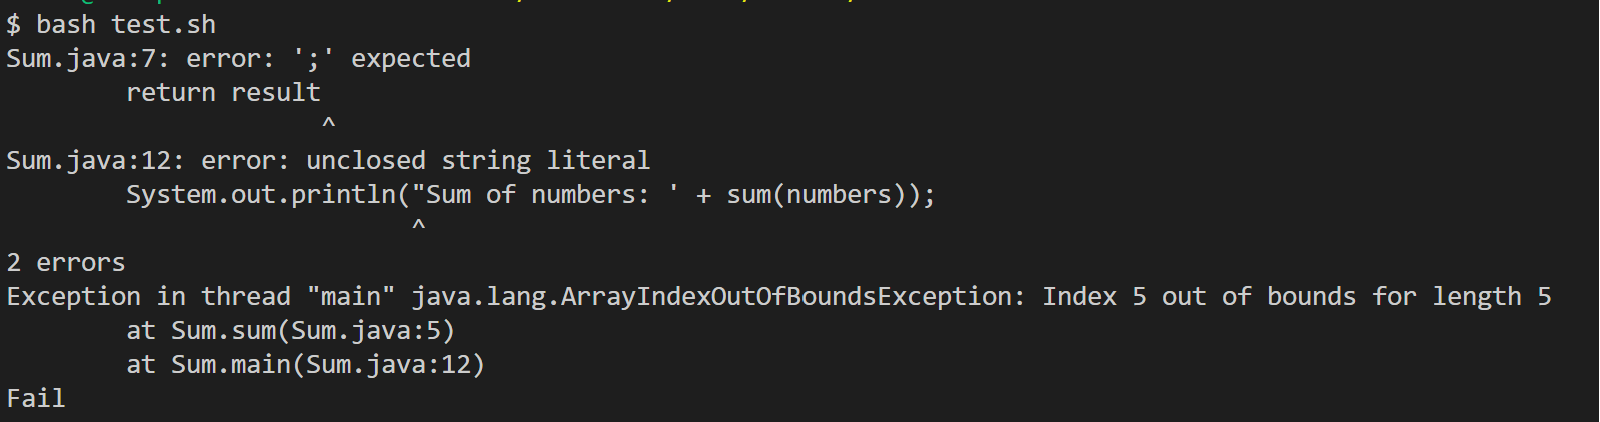 $ bash test.sh
Sum.java:7: error: ';' expected
        return result
                     ^
Sum.java:12: error: unclosed string literal
        System.out.println("Sum of numbers: ' + sum(numbers));
                           ^
2 errors
Exception in thread "main" java.lang.ArrayIndexOutOfBoundsException: Index 5 out of bounds for length 5
        at Sum.sum(Sum.java:5)
        at Sum.main(Sum.java:12)
Fail